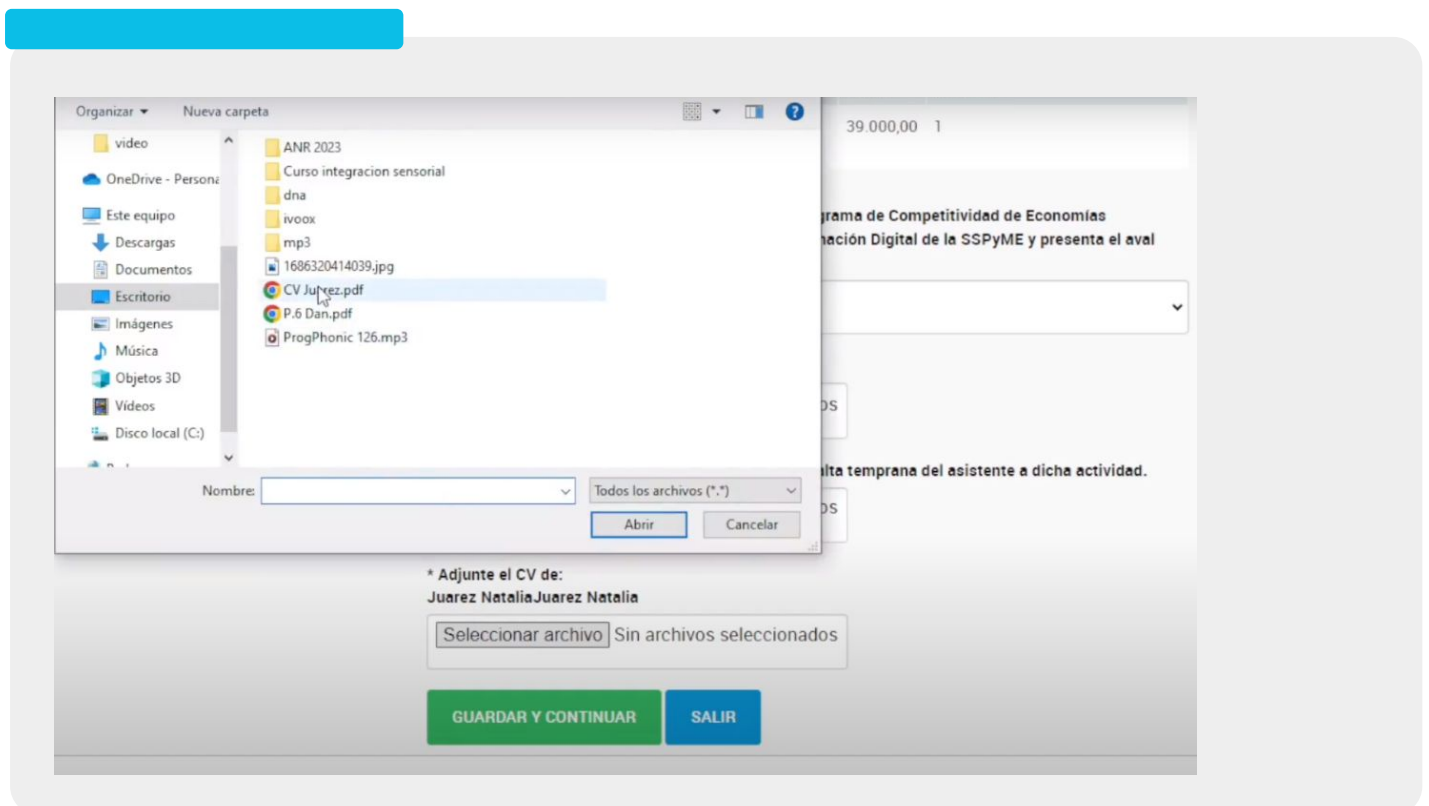 Organizar
Nueva carpeta
video
OneDrive - Persona
Este equipo
Descargas
Documentos
Escritorio
Imágenes
Música
Objetos 3D
Vídeos
Disco local (C:)
ANR 2023
Curso integracion sensorial
dna
ivoox
mp3
1686320414039.jpg
CV Juarez.pdf
P.6 Dan.pdf
ProgPhonic 126.mp3
Nombre:
Todos los archivos (*.*)
Abrir
Cancelar
39.000,00 1
grama de Competitividad de Economías
mación Digital de la SSPyME y presenta el aval
os
temprana del asistente a dicha actividad.
os
* Adjunte el CV de:
Juarez NataliaJuarez Natalia
Seleccionar archivo Sin archivos seleccionados
GUARDAR Y CONTINUAR
SALIR